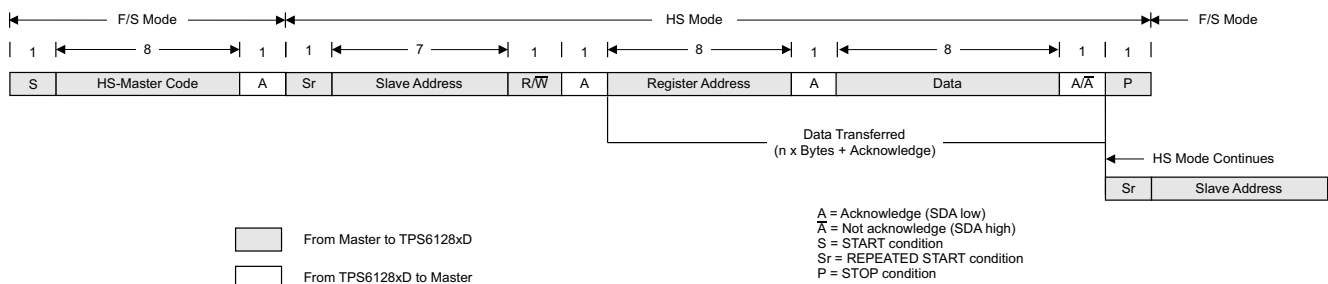 F/S Mode HS Mode F/S Mode
1 8 1 1 7 1 1 8 1 8 1 1
S HS-Master Code A Sr Slave Address R/W̅ A Register Address A Data A/A̅ P
Data Transferred
(n x Bytes + Acknowledge)
HS Mode Continues
Sr Slave Address
From Master to TPS6128xD
From TPS6128xD to Master
A = Acknowledge (SDA low)
A̅ = Not acknowledge (SDA high)
S = START condition
Sr = REPEATED START condition
P = STOP condition